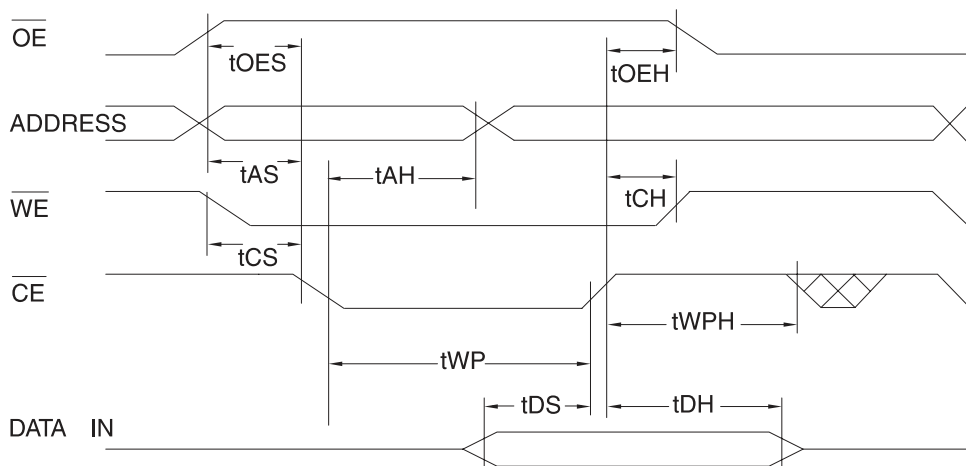 OE
tOES
tOEH
ADDRESS
tAS
tAH
WE
tCH
tCS
CE
tWPH
tWP
tDS
tDH
DATA IN